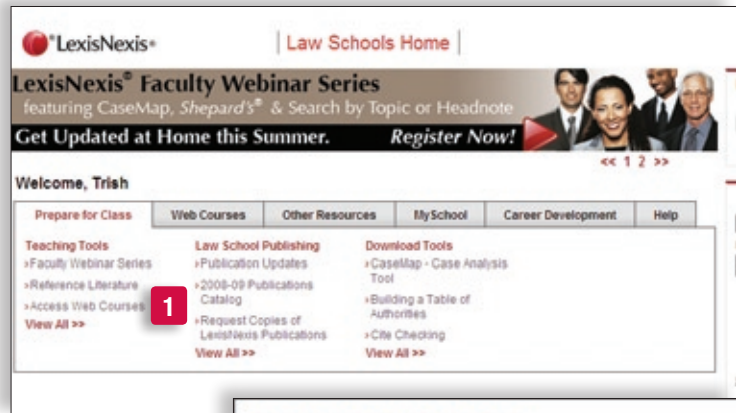 LexisNexis®
Law Schools Home
LexisNexis® Faculty Webinar Series
featuring CaseMap, Shepard's® & Search by Topic or Headnote
Get Updated at Home this Summer. Register Now!
<< 1 2 >>
Welcome, Trish
Prepare for Class Web Courses Other Resources MySchool Career Development Help
Teaching Tools
»Faculty Webinar Series
»Reference Literature
»Access Web Courses
View All >>
1
Law School Publishing
»Publication Updates
»2008-09 Publications
Catalog
»Request Copies of
LexisNexis Publications
View All >>
Download Tools
»CaseMap - Case Analysis
Tool
»Building a Table of
Authorities
»Cite Checking
View All >>